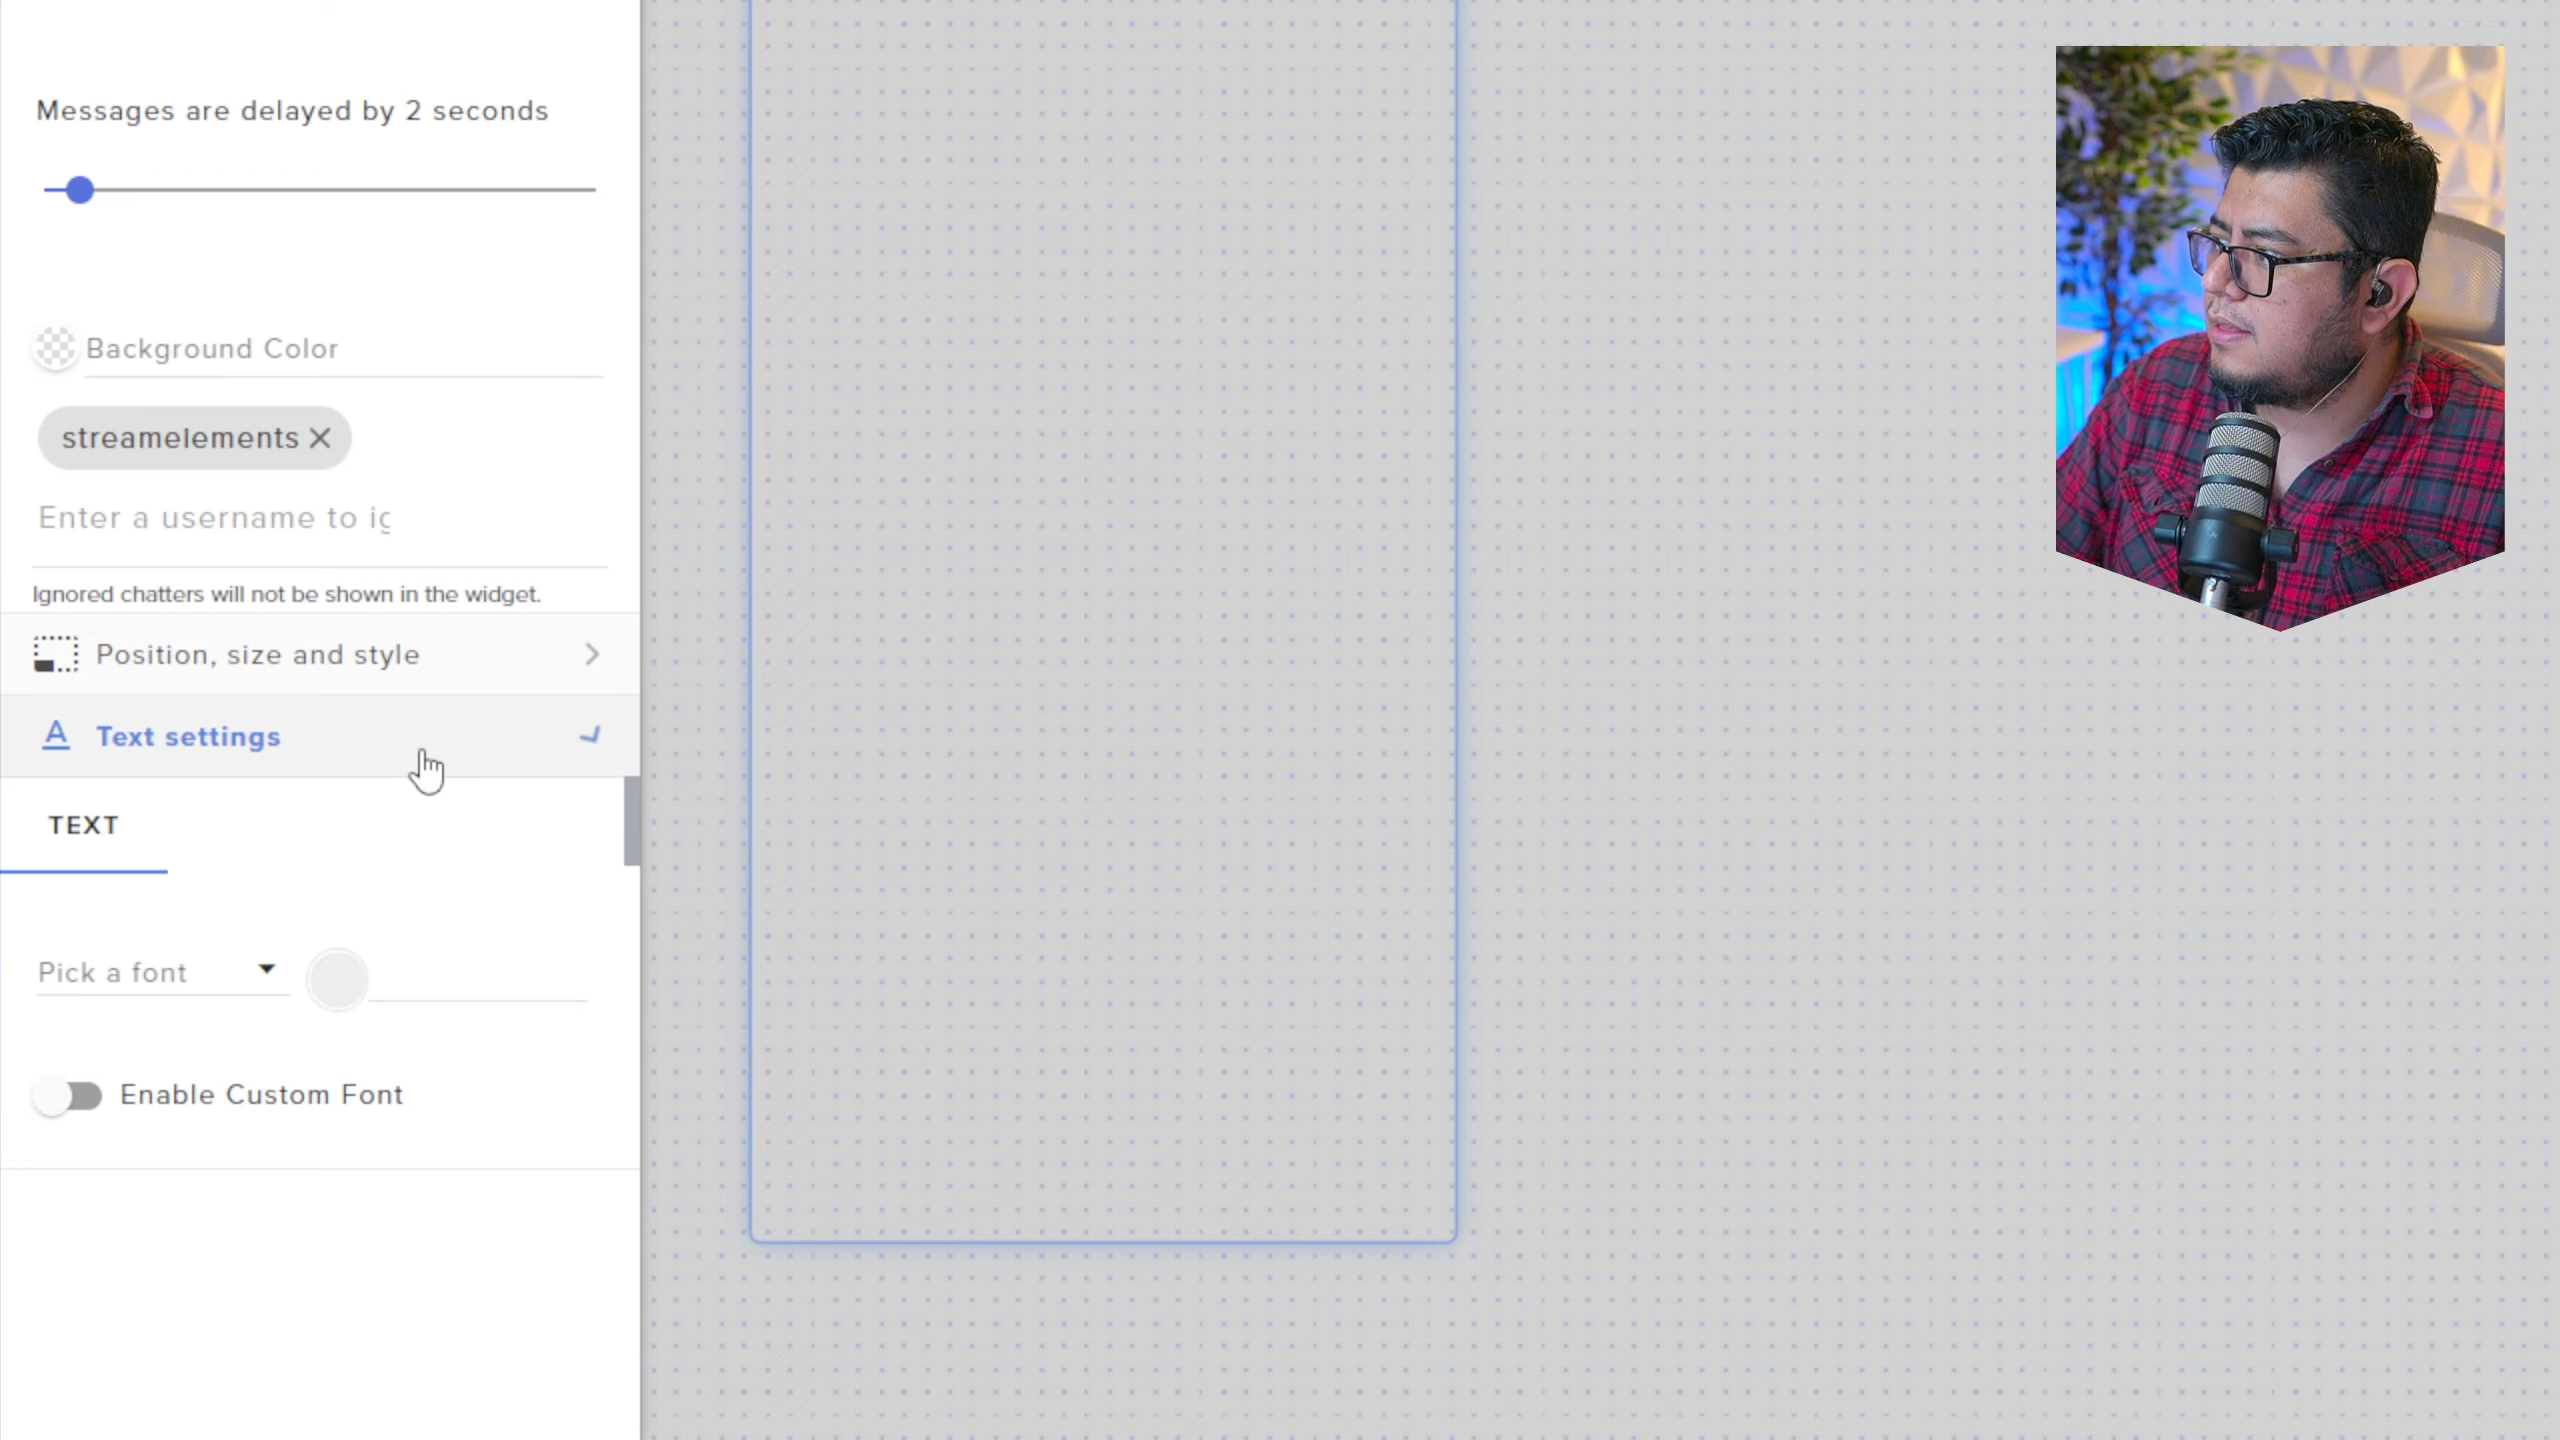 Messages are delayed by 2 seconds
Background Color
streamelements
Enter a username to ig
Ignored chatters will not be shown in the widget.
Position, size and style
Text settings
TEXT
Pick a font
Enable Custom Font